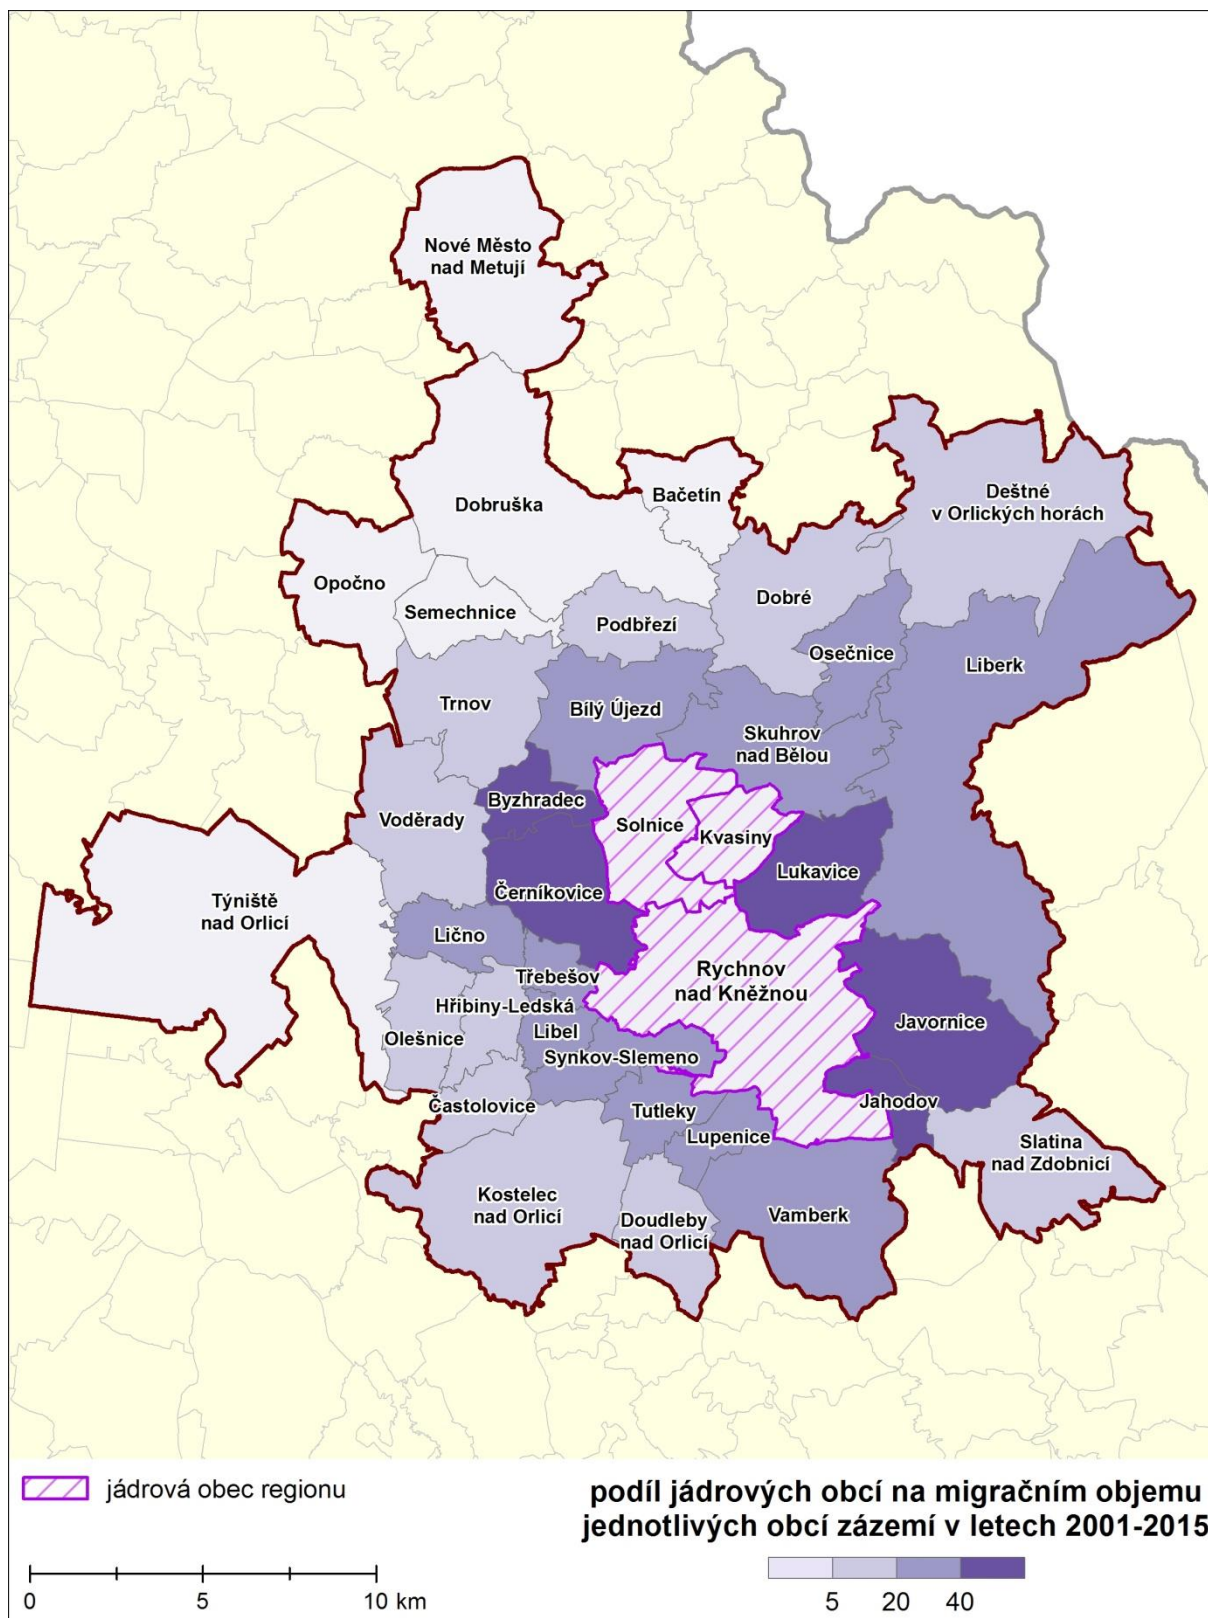 Nové Město
nad Metují
Dobruška
Bačetín
Deštné
v Orlických horách
Opočno
Semechnice
Podbřezí
Dobré
Osečnice
Liberk
Trnov
Bílý Újezd
Skuhrov
nad Bělou
Byzhradec
Voděrady
Solnice
Kvasiny
Lukavice
Černíkovice
Týniště
nad Orlicí
Lično
Třebešov
Rychnov
nad Kněžnou
Hřibiny-Ledská
Olešnice
Libel
Javornice
Synkov-Slemeno
Častolovice
Tutleky
Jahodov
Lupenice
Slatina
nad Zdobnicí
Kostelec
nad Orlicí
Doudleby
nad Orlicí
Vamberk
jádrová obec regionu
podíl jádrových obcí na migračním objemu
jednotlivých obcí zázemí v letech 2001-2015
0 5 10 km
5 20 40